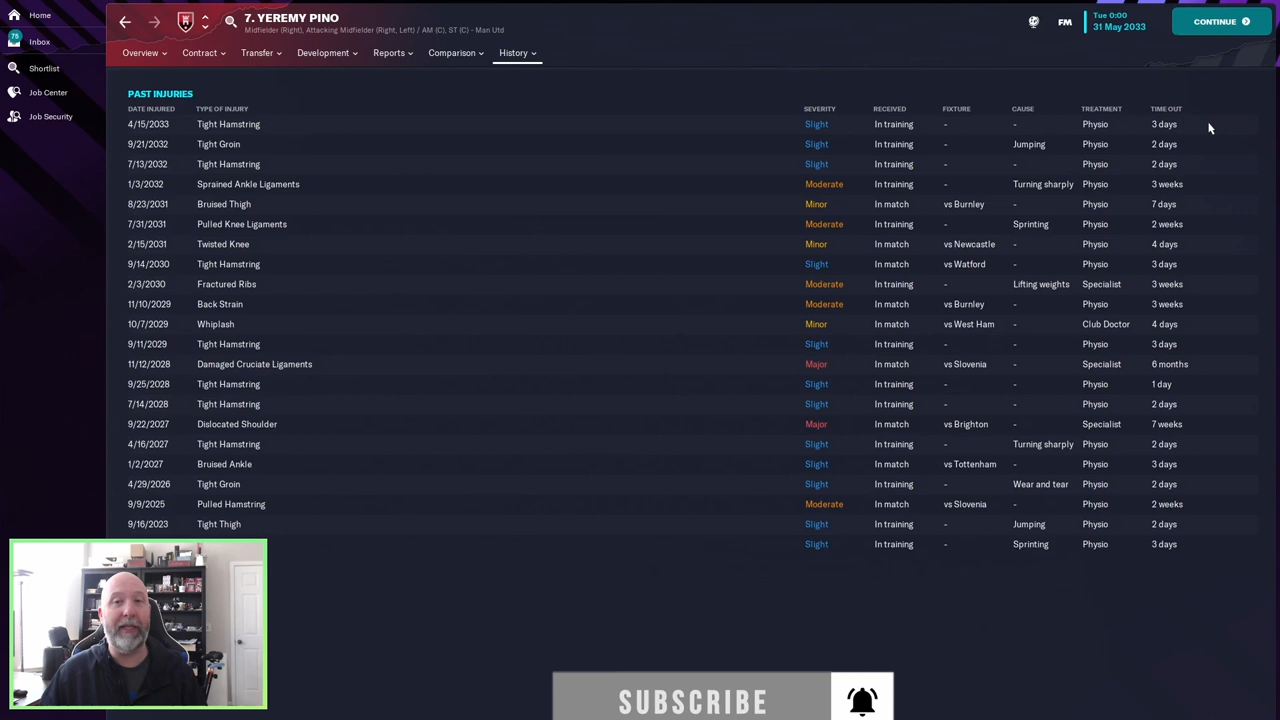 Home
75
Inbox
Shortlist
Job Center
Job Security
7. YEREMY PINO
Midfielder (Right), Attacking Midfielder (Right, Left) / AM (C), ST (C) - Man Utd
FM
Tue 0:00
31 May 2033
CONTINUE
Overview Contract Transfer Development Reports Comparison History
PAST INJURIES
DATE INJURED TYPE OF INJURY SEVERITY RECEIVED FIXTURE CAUSE TREATMENT TIME OUT
4/15/2033 Tight Hamstring Slight In training - - Physio 3 days
9/21/2032 Tight Groin Slight In training - Jumping Physio 2 days
7/13/2032 Tight Hamstring Slight In training - - Physio 2 days
1/3/2032 Sprained Ankle Ligaments Moderate In training - Turning sharply Physio 3 weeks
8/23/2031 Bruised Thigh Minor In match vs Burnley - Physio 7 days
7/31/2031 Pulled Knee Ligaments Moderate In training - Sprinting Physio 2 weeks
2/15/2031 Twisted Knee Minor In match vs Newcastle - Physio 4 days
9/14/2030 Tight Hamstring Slight In match vs Watford - Physio 3 days
2/3/2030 Fractured Ribs Moderate In training - Lifting weights Specialist 3 weeks
11/10/2029 Back Strain Moderate In match vs Burnley - Physio 3 weeks
10/7/2029 Whiplash Minor In match vs West Ham - Club Doctor 4 days
9/11/2029 Tight Hamstring Slight In training - - Physio 3 days
11/12/2028 Damaged Cruciate Ligaments Major In match vs Slovenia - Specialist 6 months
9/25/2028 Tight Hamstring Slight In training - - Physio 1 day
7/14/2028 Tight Hamstring Slight In training - - Physio 2 days
9/22/2027 Dislocated Shoulder Major In match vs Brighton - Specialist 7 weeks
4/16/2027 Tight Hamstring Slight In training - Turning sharply Physio 2 days
1/2/2027 Bruised Ankle Slight In match vs Tottenham - Physio 3 days
4/29/2026 Tight Groin Slight In training - Wear and tear Physio 2 days
9/9/2025 Pulled Hamstring Moderate In match vs Slovenia - Physio 2 weeks
9/16/2023 Tight Thigh Slight In training - Jumping Physio 2 days
Slight In training - Sprinting Physio 3 days
SUBSCRIBE